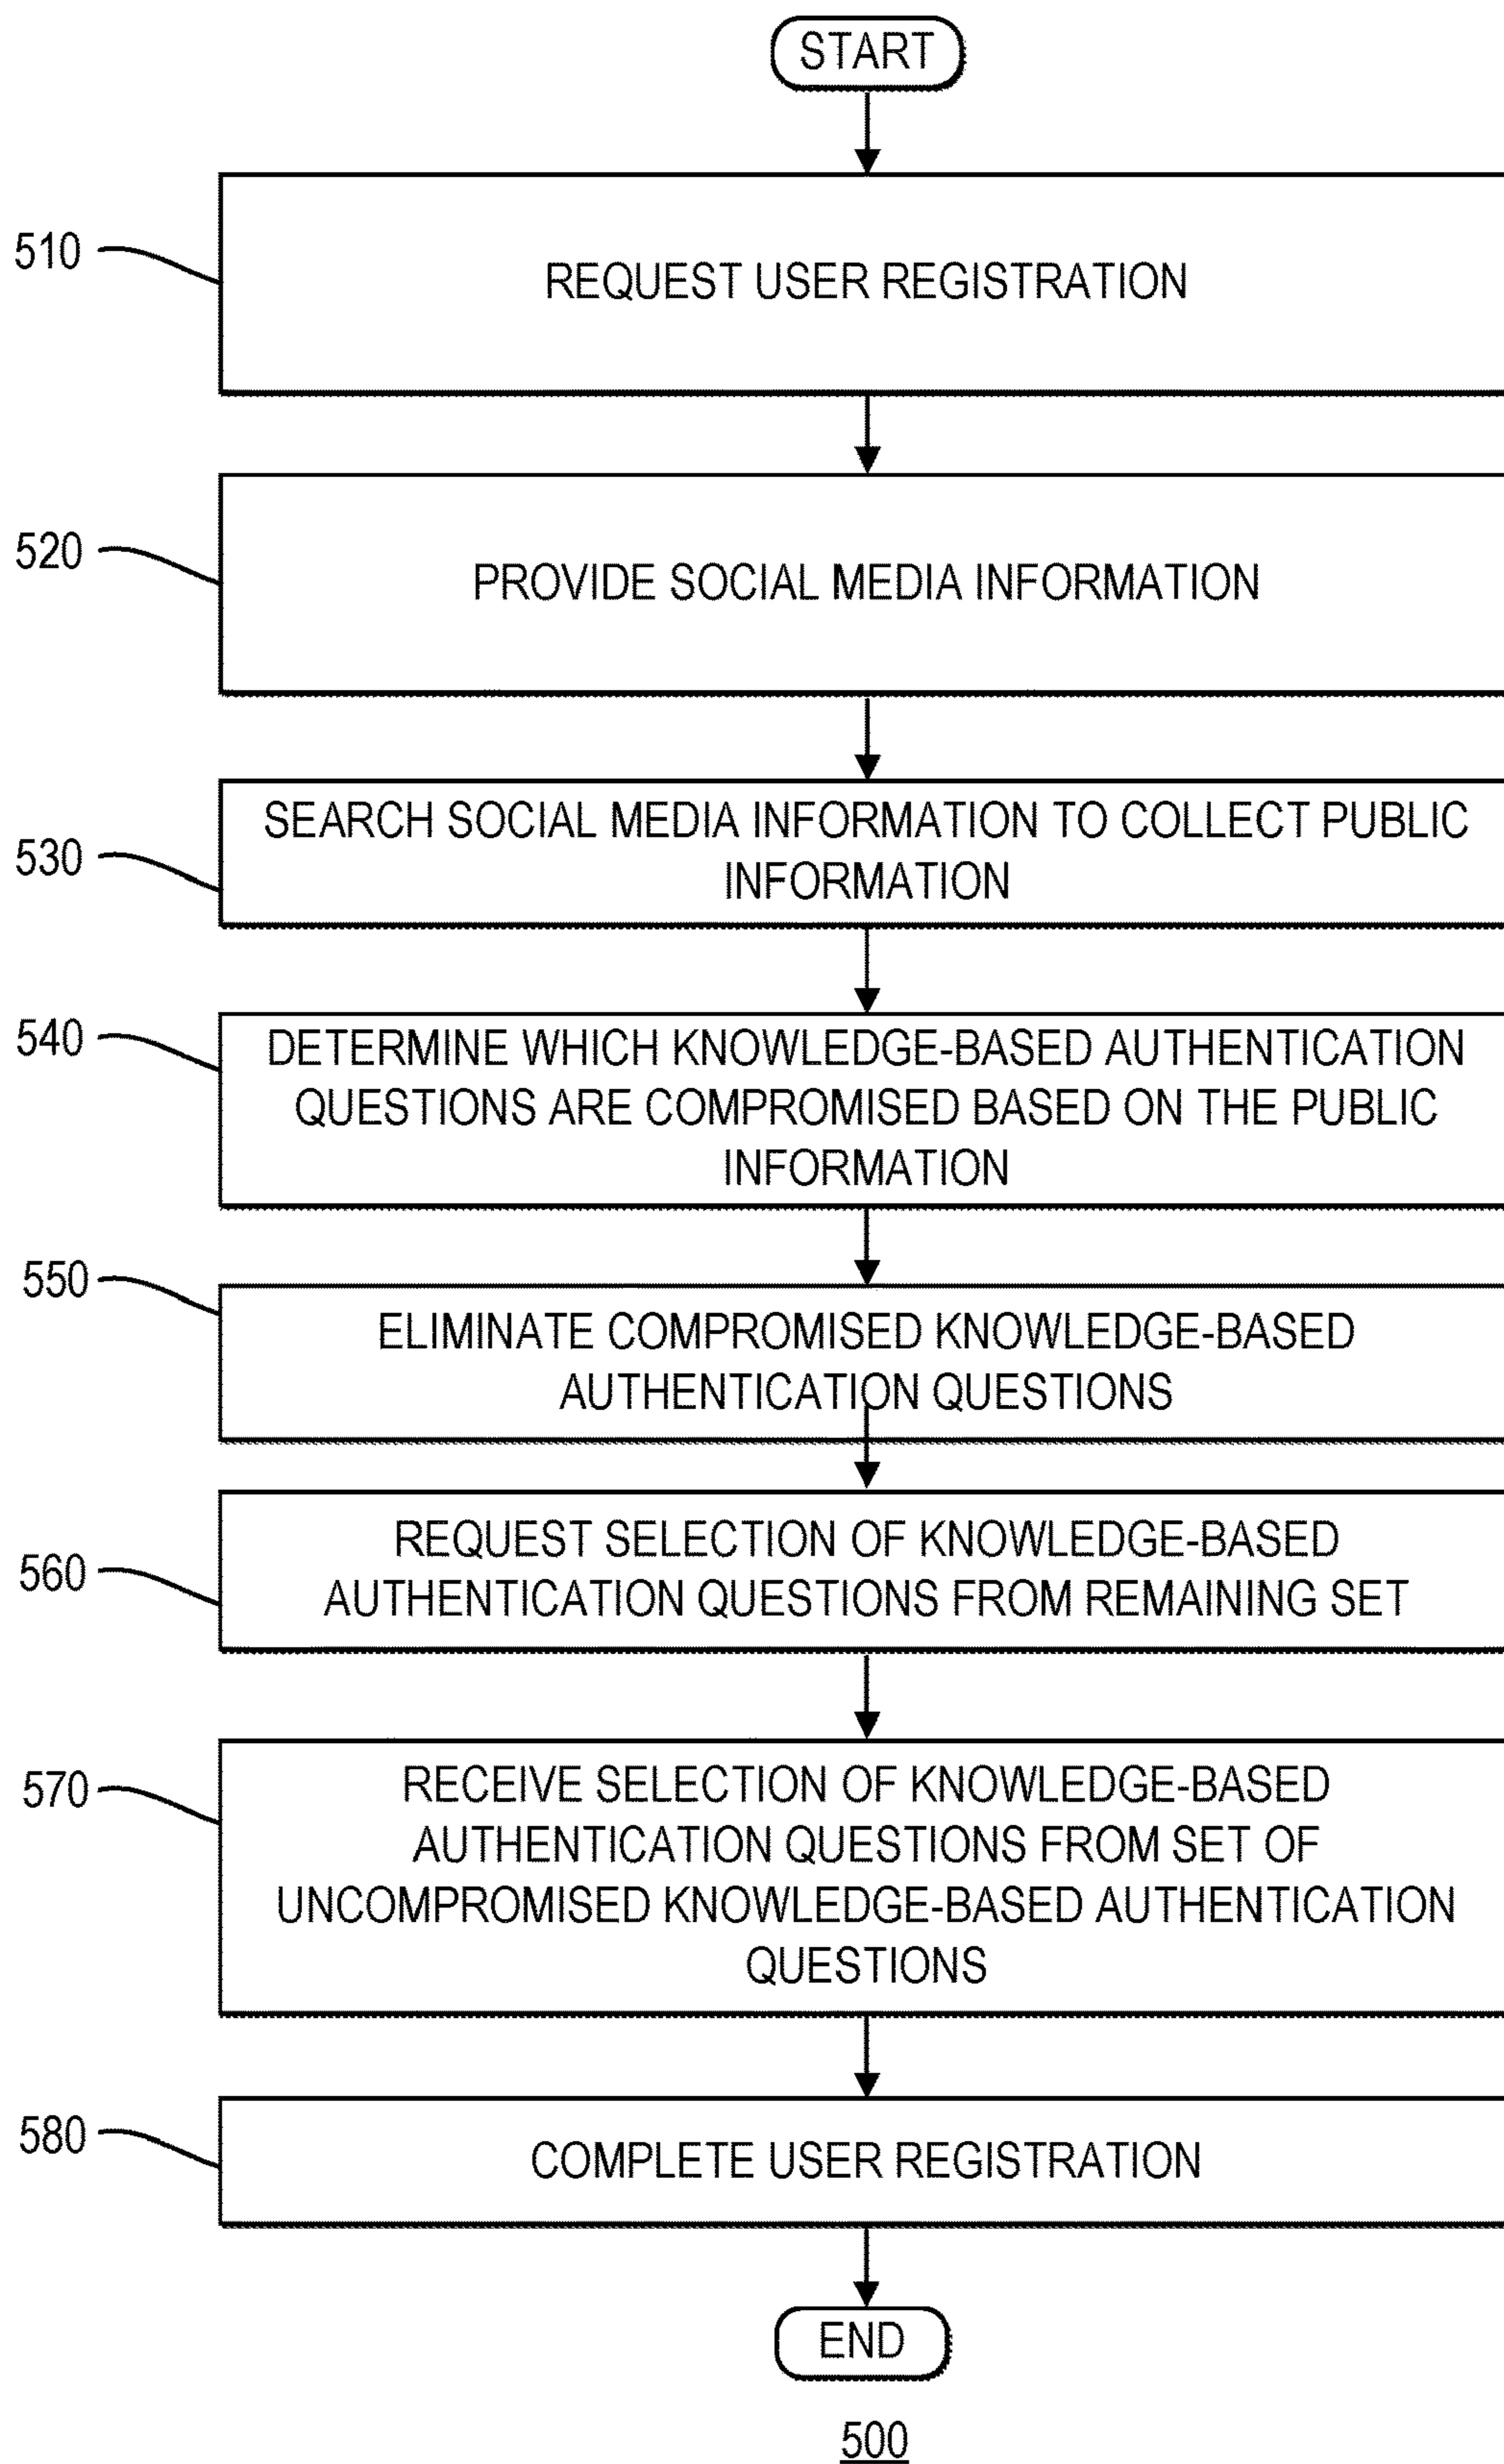 START
510
REQUEST USER REGISTRATION
520
PROVIDE SOCIAL MEDIA INFORMATION
530
SEARCH SOCIAL MEDIA INFORMATION TO COLLECT PUBLIC
INFORMATION
540
DETERMINE WHICH KNOWLEDGE-BASED AUTHENTICATION
QUESTIONS ARE COMPROMISED BASED ON THE PUBLIC
INFORMATION
550
ELIMINATE COMPROMISED KNOWLEDGE-BASED
AUTHENTICATION QUESTIONS
560
REQUEST SELECTION OF KNOWLEDGE-BASED
AUTHENTICATION QUESTIONS FROM REMAINING SET
570
RECEIVE SELECTION OF KNOWLEDGE-BASED
AUTHENTICATION QUESTIONS FROM SET OF
UNCOMPROMISED KNOWLEDGE-BASED AUTHENTICATION
QUESTIONS
580
COMPLETE USER REGISTRATION
END
500